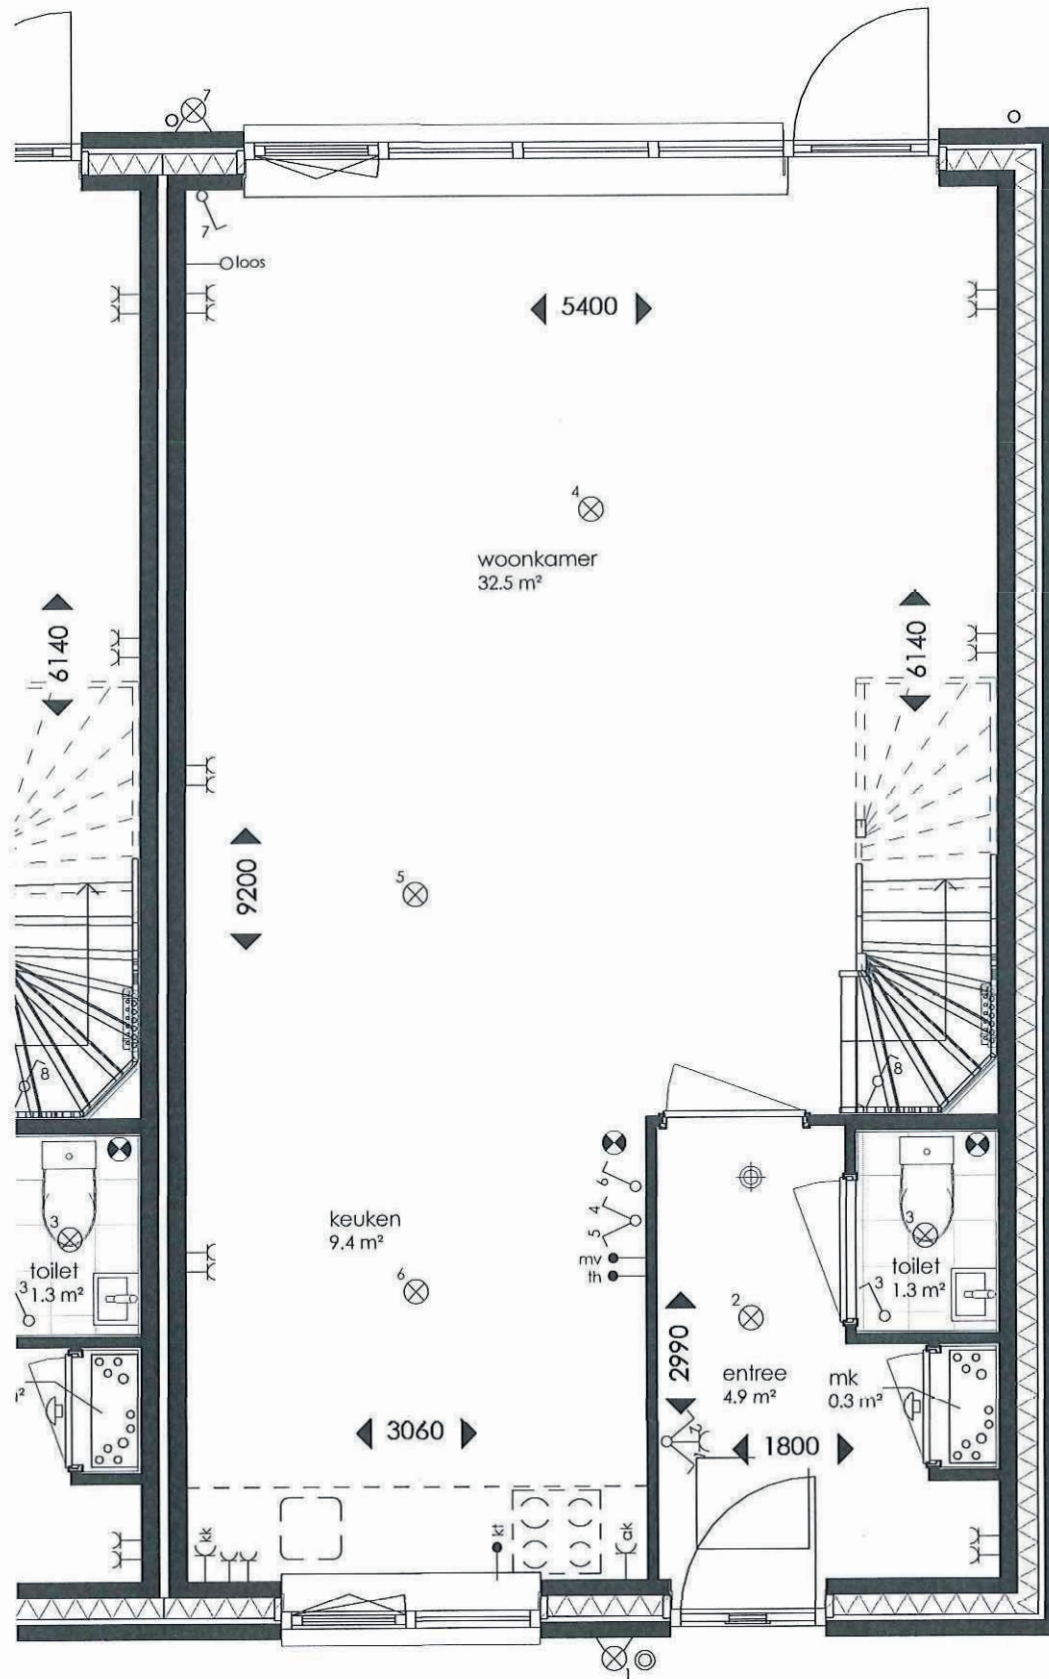 7
7
loos
5400
4
woonkamer
32.5 m²
6140
6140
5
9200
8
8
6
4
5
mv
th
keuken
9.4 m²
6
3
toilet
1.3 m²
3
3
toilet
1.3 m²
3
2
2990
entree
4.9 m²
mk
0.3 m²
3060
2
1800
kk
kt
ak
1